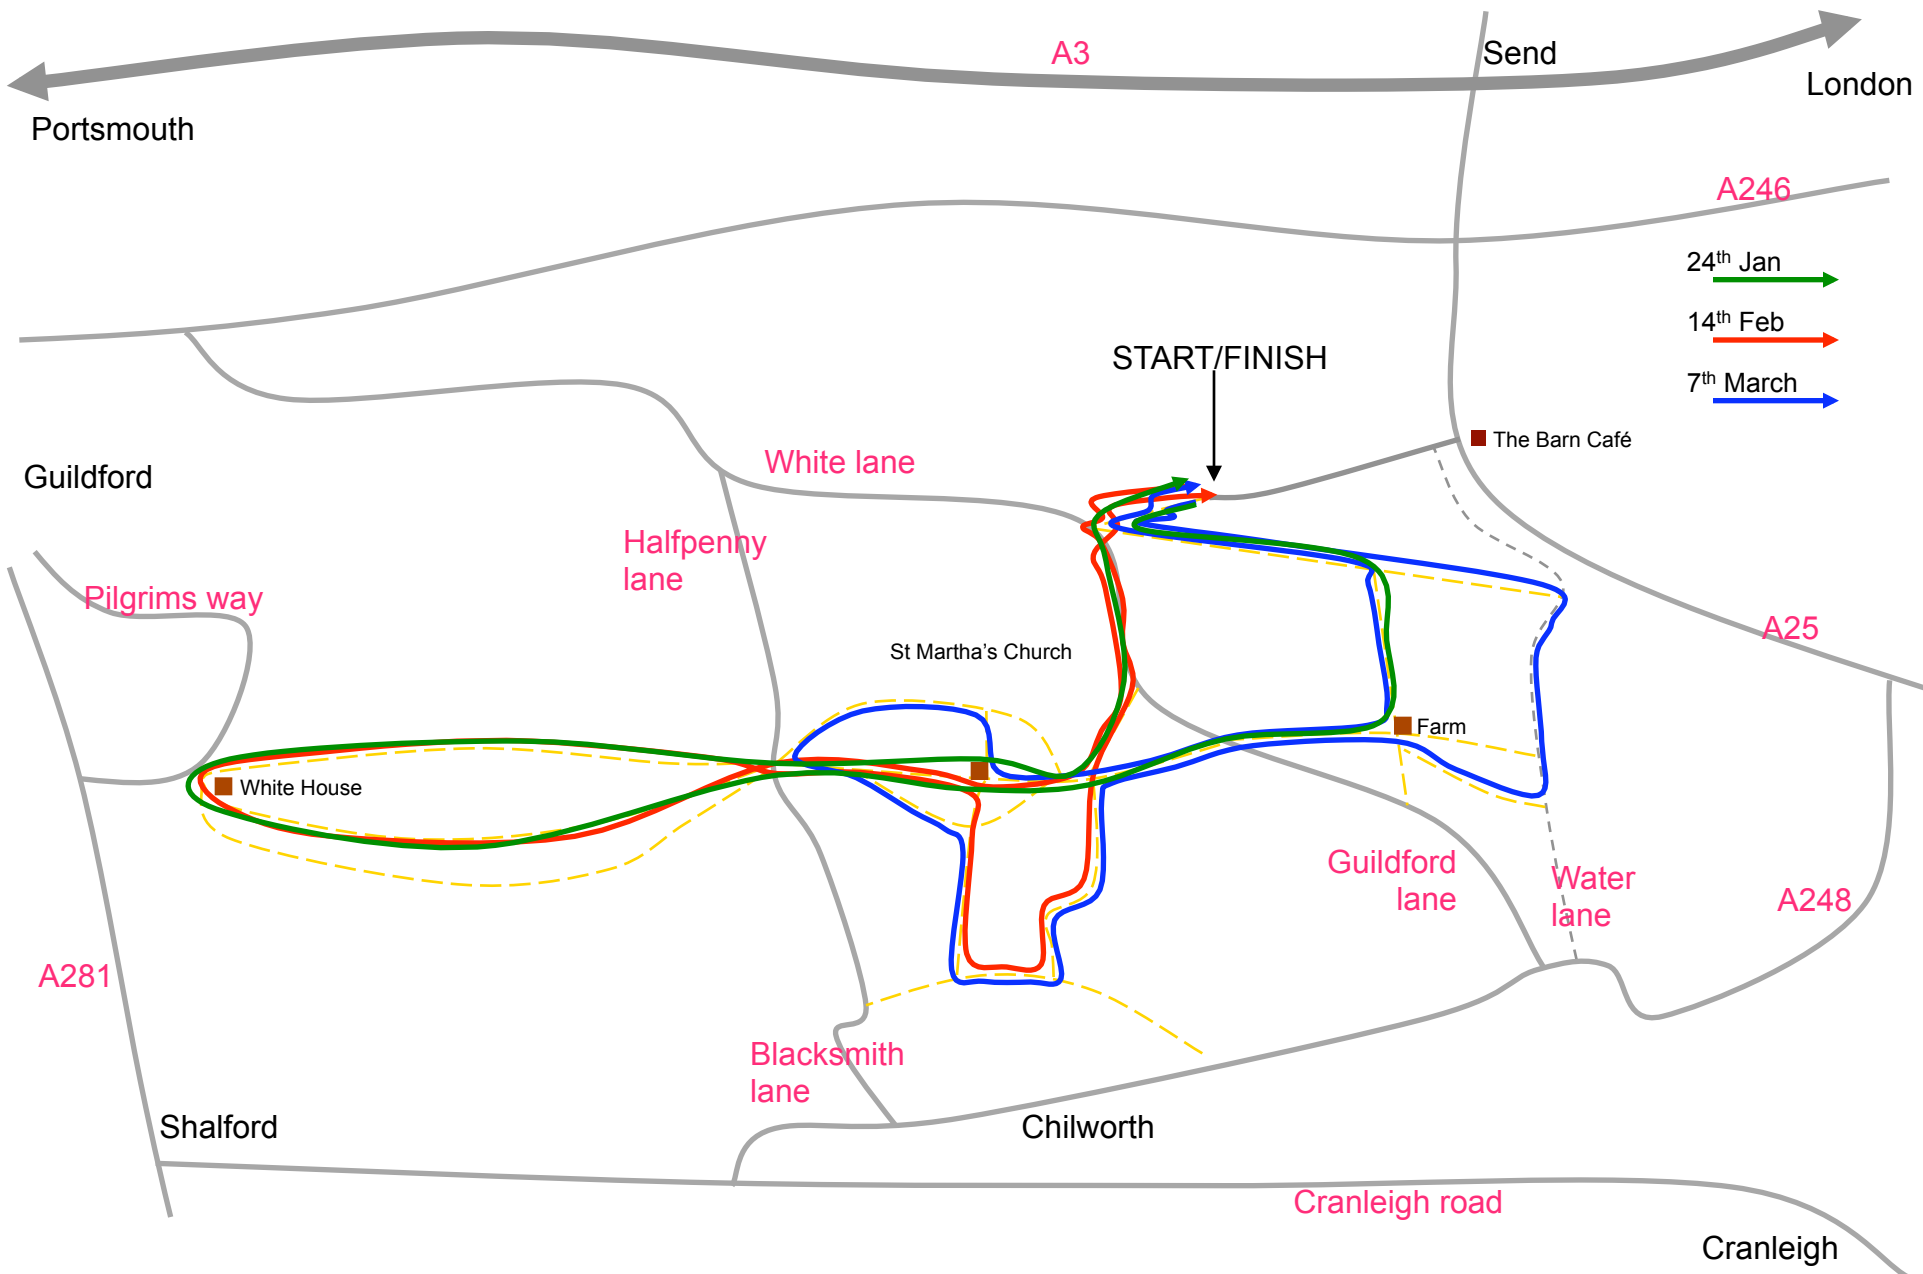 A3
Send
London
Portsmouth
A246
24th Jan
14th Feb
7th March
START/FINISH
The Barn Café
White lane
Guildford
Halfpenny
lane
Pilgrims way
A25
St Martha’s Church
Farm
White House
Guildford
lane
Water
lane
A248
A281
Blacksmith
lane
Shalford
Chilworth
Cranleigh road
Cranleigh